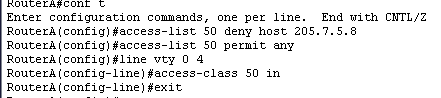 RouterA#conf t
Enter configuration commands, one per line.  End with CNTL/Z
RouterA(config)#access-list 50 deny host 205.7.5.8
RouterA(config)#access-list 50 permit any
RouterA(config)#line vty 0 4
RouterA(config-line)#access-class 50 in
RouterA(config-line)#exit